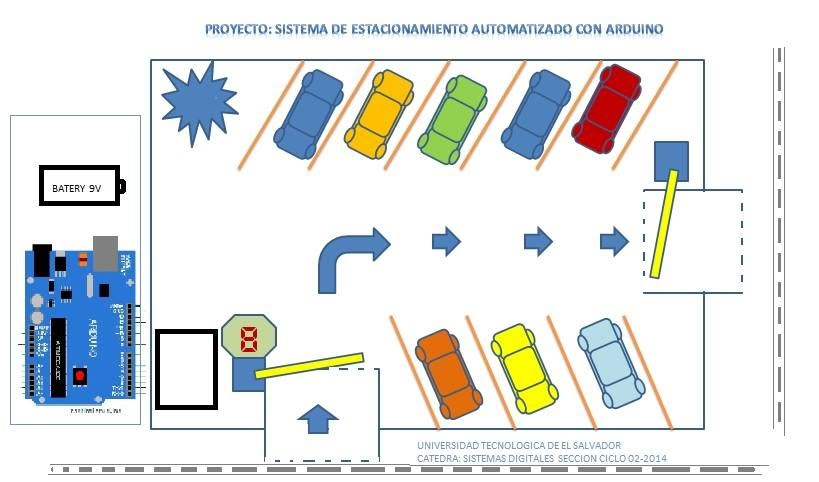 PROYECTO: SISTEMA DE ESTACIONAMIENTO AUTOMATIZADO CON ARDUINO
BATERY 9V
ARDUINO
8
UNIVERSIDAD TECNOLOGICA DE EL SALVADOR
CATEDRA: SISTEMAS DIGITALES SECCION CICLO 02-2014